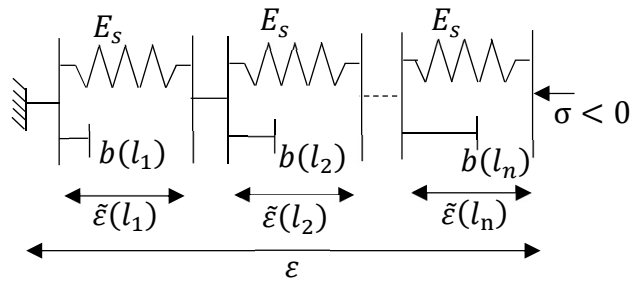 E_s E_s E_s
σ < 0
b(l_1) b(l_2) b(l_n)
ε̃(l_1) ε̃(l_2) ε̃(l_n)
ε